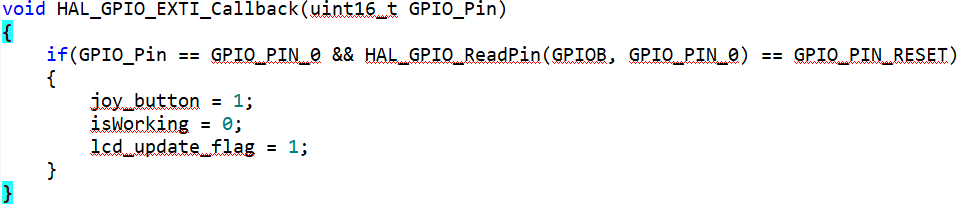 void HAL_GPIO_EXTI_Callback(uint16_t GPIO_Pin)
{
    if(GPIO_Pin == GPIO_PIN_0 && HAL_GPIO_ReadPin(GPIOB, GPIO_PIN_0) == GPIO_PIN_RESET)
    {
        joy_button = 1;
        isWorking = 0;
        lcd_update_flag = 1;
    }
}